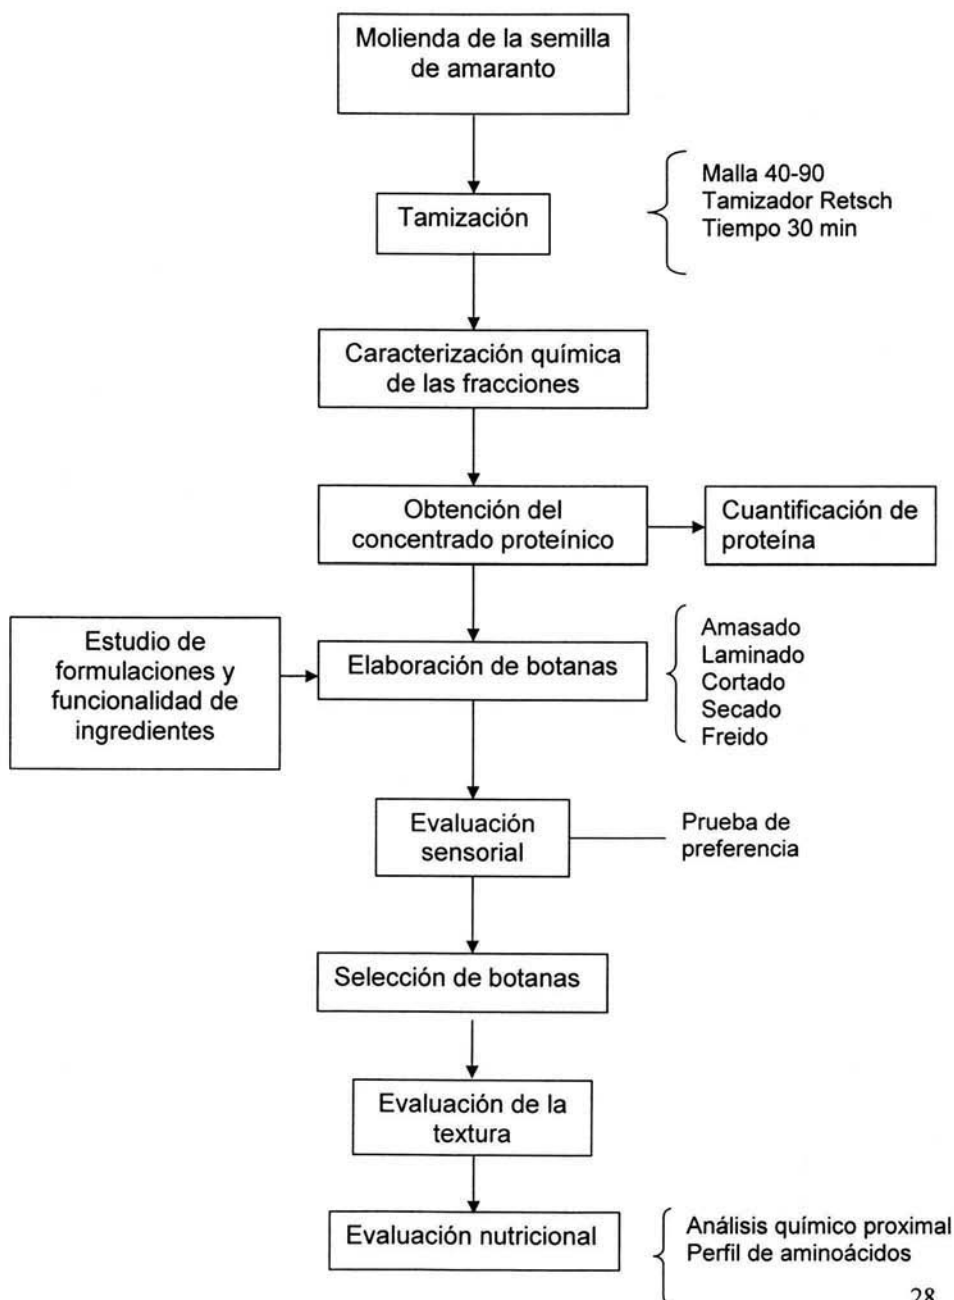 Molienda de la semilla
de amaranto
Malla 40-90
Tamizador Retsch
Tiempo 30 min
Tamización
Caracterización química
de las fracciones
Obtención del
concentrado proteínico
Cuantificación de
proteína
Estudio de
formulaciones y
funcionalidad de
ingredientes
Elaboración de botanas
Amasado
Laminado
Cortado
Secado
Freido
Evaluación
sensorial
Prueba de
preferencia
Selección de botanas
Evaluación de la
textura
Evaluación nutricional
Análisis químico proximal
Perfil de aminoácidos
28